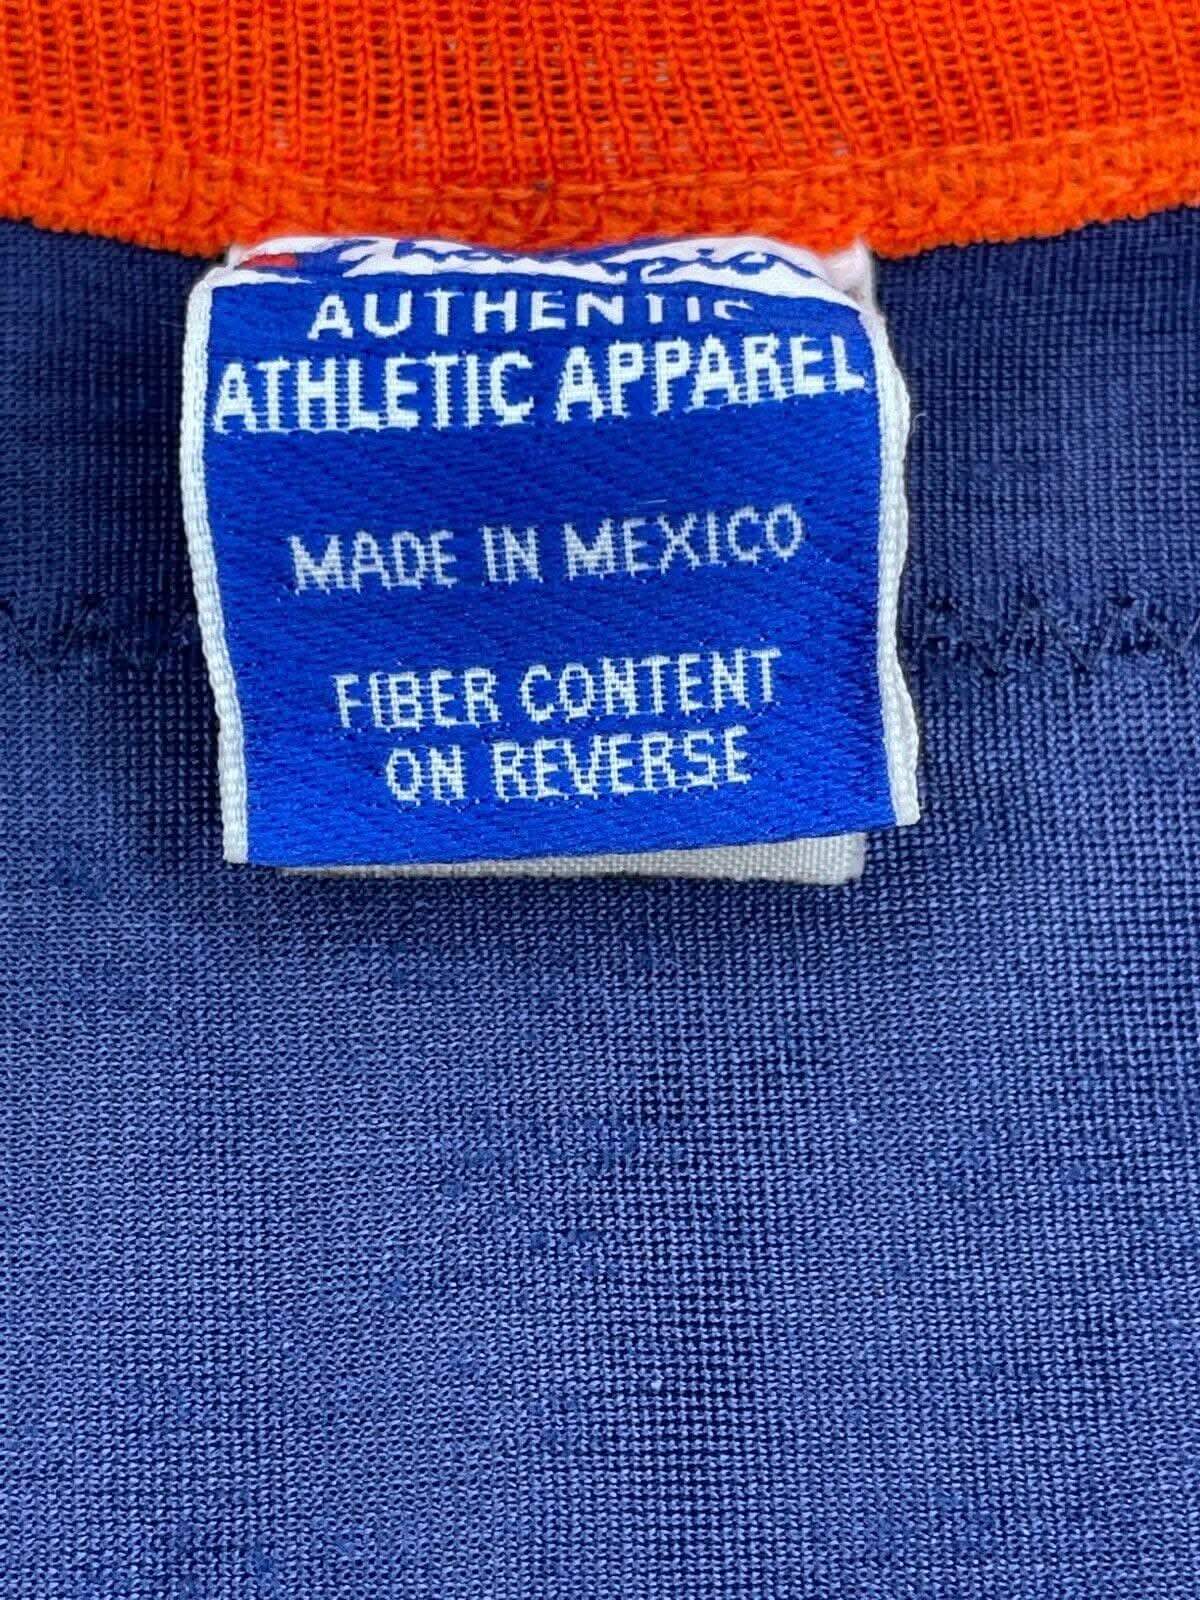 AUTHENTIC
ATHLETIC APPAREL
MADE IN MEXICO
FIBER CONTENT
ON REVERSE